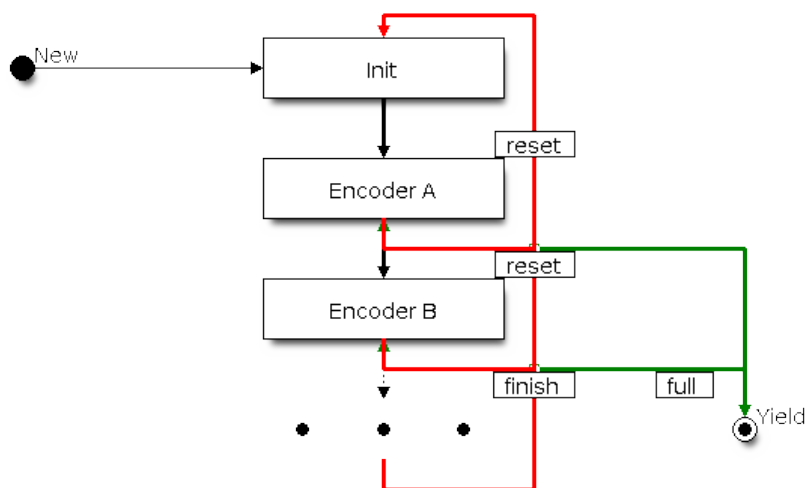 New
Init
reset
Encoder A
reset
Encoder B
finish
full
Yield